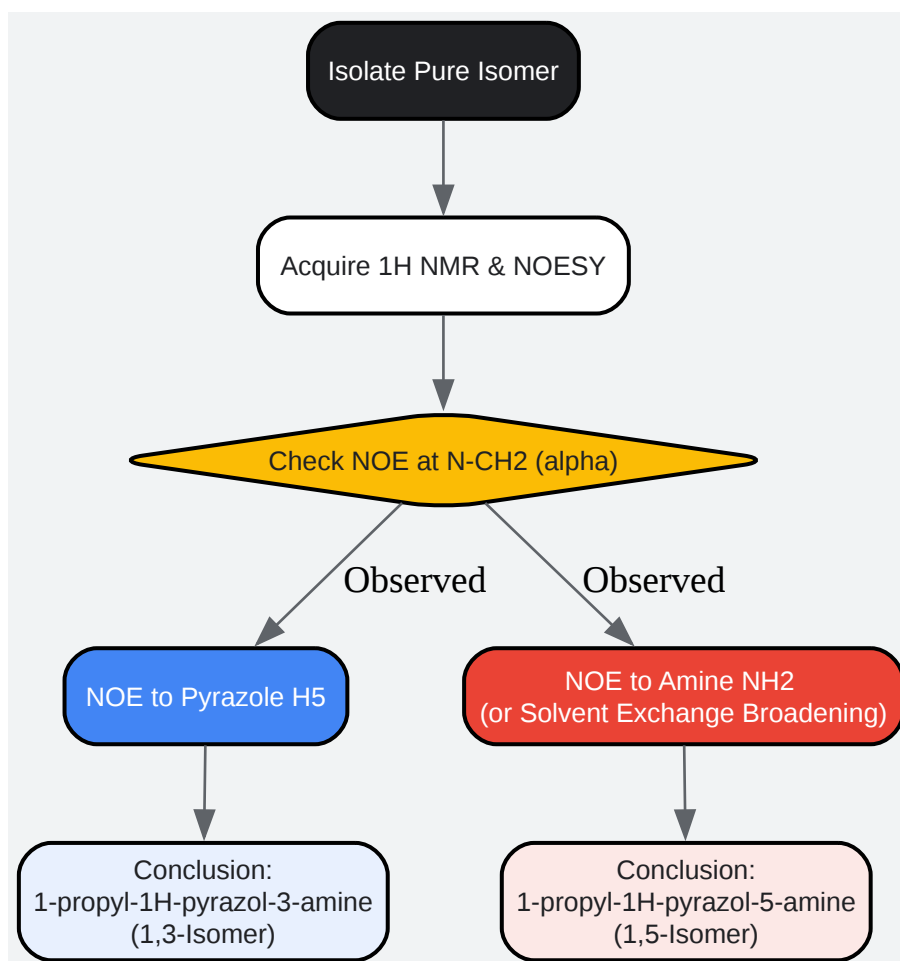 Isolate Pure Isomer
Acquire 1H NMR & NOESY
Check NOE at N-CH2 (alpha)
Observed
Observed
NOE to Pyrazole H5
NOE to Amine NH2
(or Solvent Exchange Broadening)
Conclusion:
1-propyl-1H-pyrazol-3-amine
(1,3-Isomer)
Conclusion:
1-propyl-1H-pyrazol-5-amine
(1,5-Isomer)